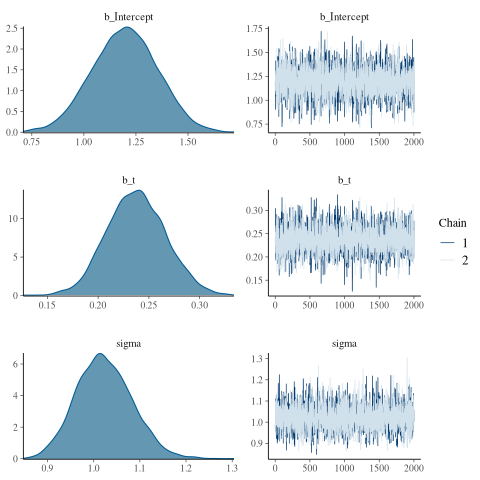 b_Intercept
2.5
2.0
1.5
1.0
0.5
0.0
0.75 1.00 1.25 1.50
b_Intercept
1.75
1.50
1.25
1.00
0.75
0 500 1000 1500 2000
b_t
10
5
0
0.15 0.20 0.25 0.30
b_t
0.30
0.25
0.20
0.15
0 500 1000 1500 2000
Chain
1
2
sigma
6
4
2
0
0.9 1.0 1.1 1.2 1.3
sigma
1.3
1.2
1.1
1.0
0.9
0 500 1000 1500 2000